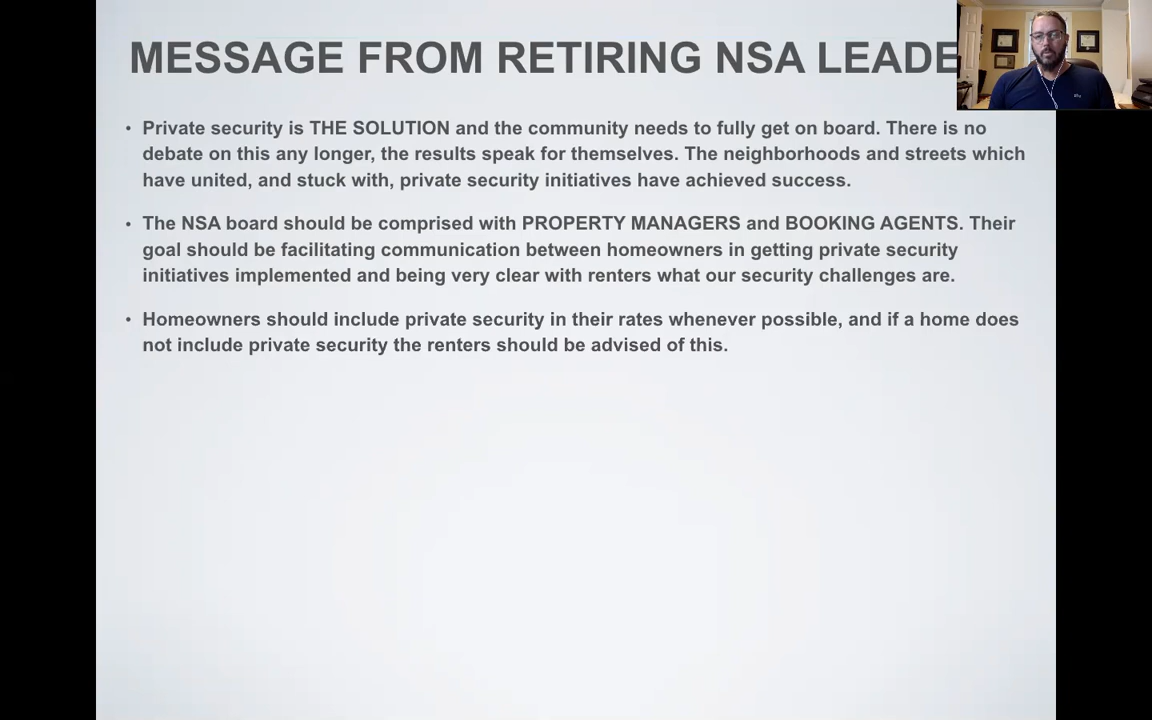 MESSAGE FROM RETIRING NSA LEADE
• Private security is THE SOLUTION and the community needs to fully get on board. There is no
debate on this any longer, the results speak for themselves. The neighborhoods and streets which
have united, and stuck with, private security initiatives have achieved success.
• The NSA board should be comprised with PROPERTY MANAGERS and BOOKING AGENTS. Their
goal should be facilitating communication between homeowners in getting private security
initiatives implemented and being very clear with renters what our security challenges are.
• Homeowners should include private security in their rates whenever possible, and if a home does
not include private security the renters should be advised of this.